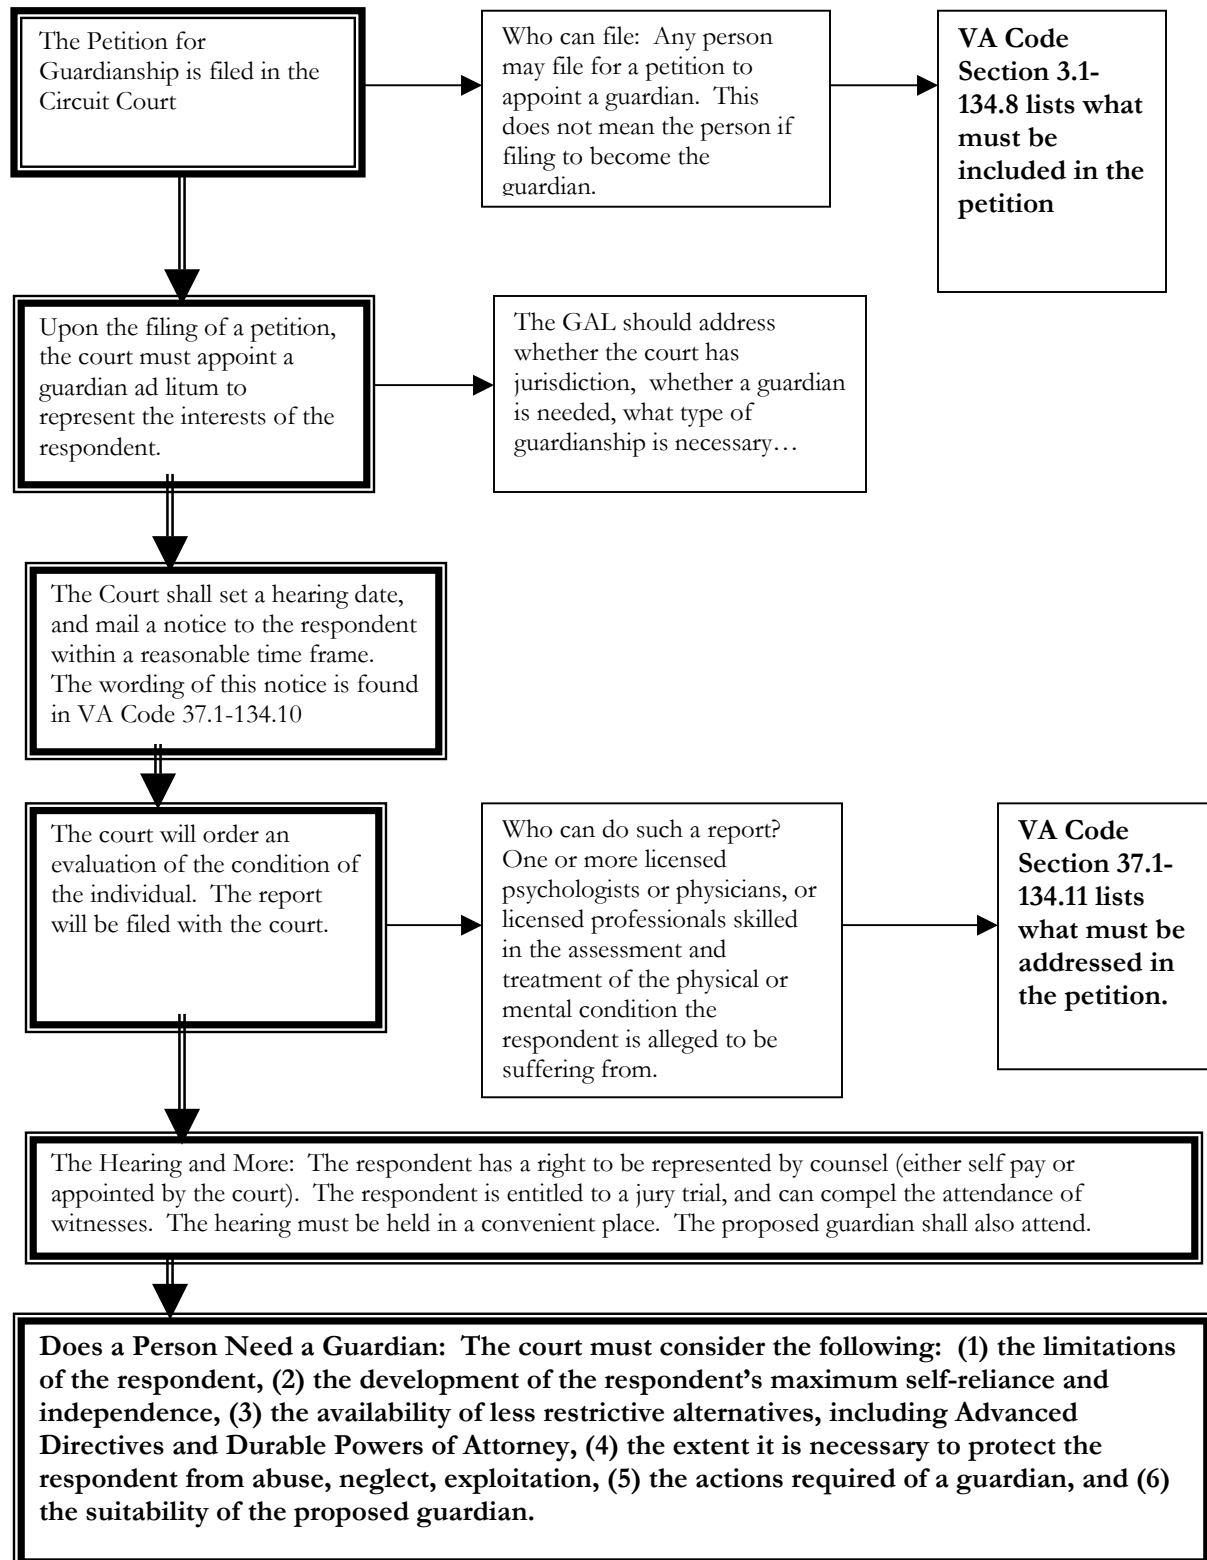 The Petition for
Guardianship is filed in the
Circuit Court
Who can file:  Any person
may file for a petition to
appoint a guardian.  This
does not mean the person if
filing to become the
guardian.
VA Code
Section 3.1-
134.8 lists what
must be
included in the
petition
Upon the filing of a petition,
the court must appoint a
guardian ad litum to
represent the interests of the
respondent.
The GAL should address
whether the court has
jurisdiction,  whether a guardian
is needed, what type of
guardianship is necessary…
The Court shall set a hearing date,
and mail a notice to the respondent
within a reasonable time frame.
The wording of this notice is found
in VA Code 37.1-134.10
The court will order an
evaluation of the condition of
the individual.  The report
will be filed with the court.
Who can do such a report?
One or more licensed
psychologists or physicians, or
licensed professionals skilled
in the assessment and
treatment of the physical or
mental condition the
respondent is alleged to be
suffering from.
VA Code
Section 37.1-
134.11 lists
what must be
addressed in
the petition.
The Hearing and More:  The respondent has a right to be represented by counsel (either self pay or
appointed by the court).  The respondent is entitled to a jury trial, and can compel the attendance of
witnesses.  The hearing must be held in a convenient place.  The proposed guardian shall also attend.
Does a Person Need a Guardian:  The court must consider the following:  (1) the limitations
of the respondent, (2) the development of the respondent’s maximum self-reliance and
independence, (3) the availability of less restrictive alternatives, including Advanced
Directives and Durable Powers of Attorney, (4) the extent it is necessary to protect the
respondent from abuse, neglect, exploitation, (5) the actions required of a guardian, and (6)
the suitability of the proposed guardian.